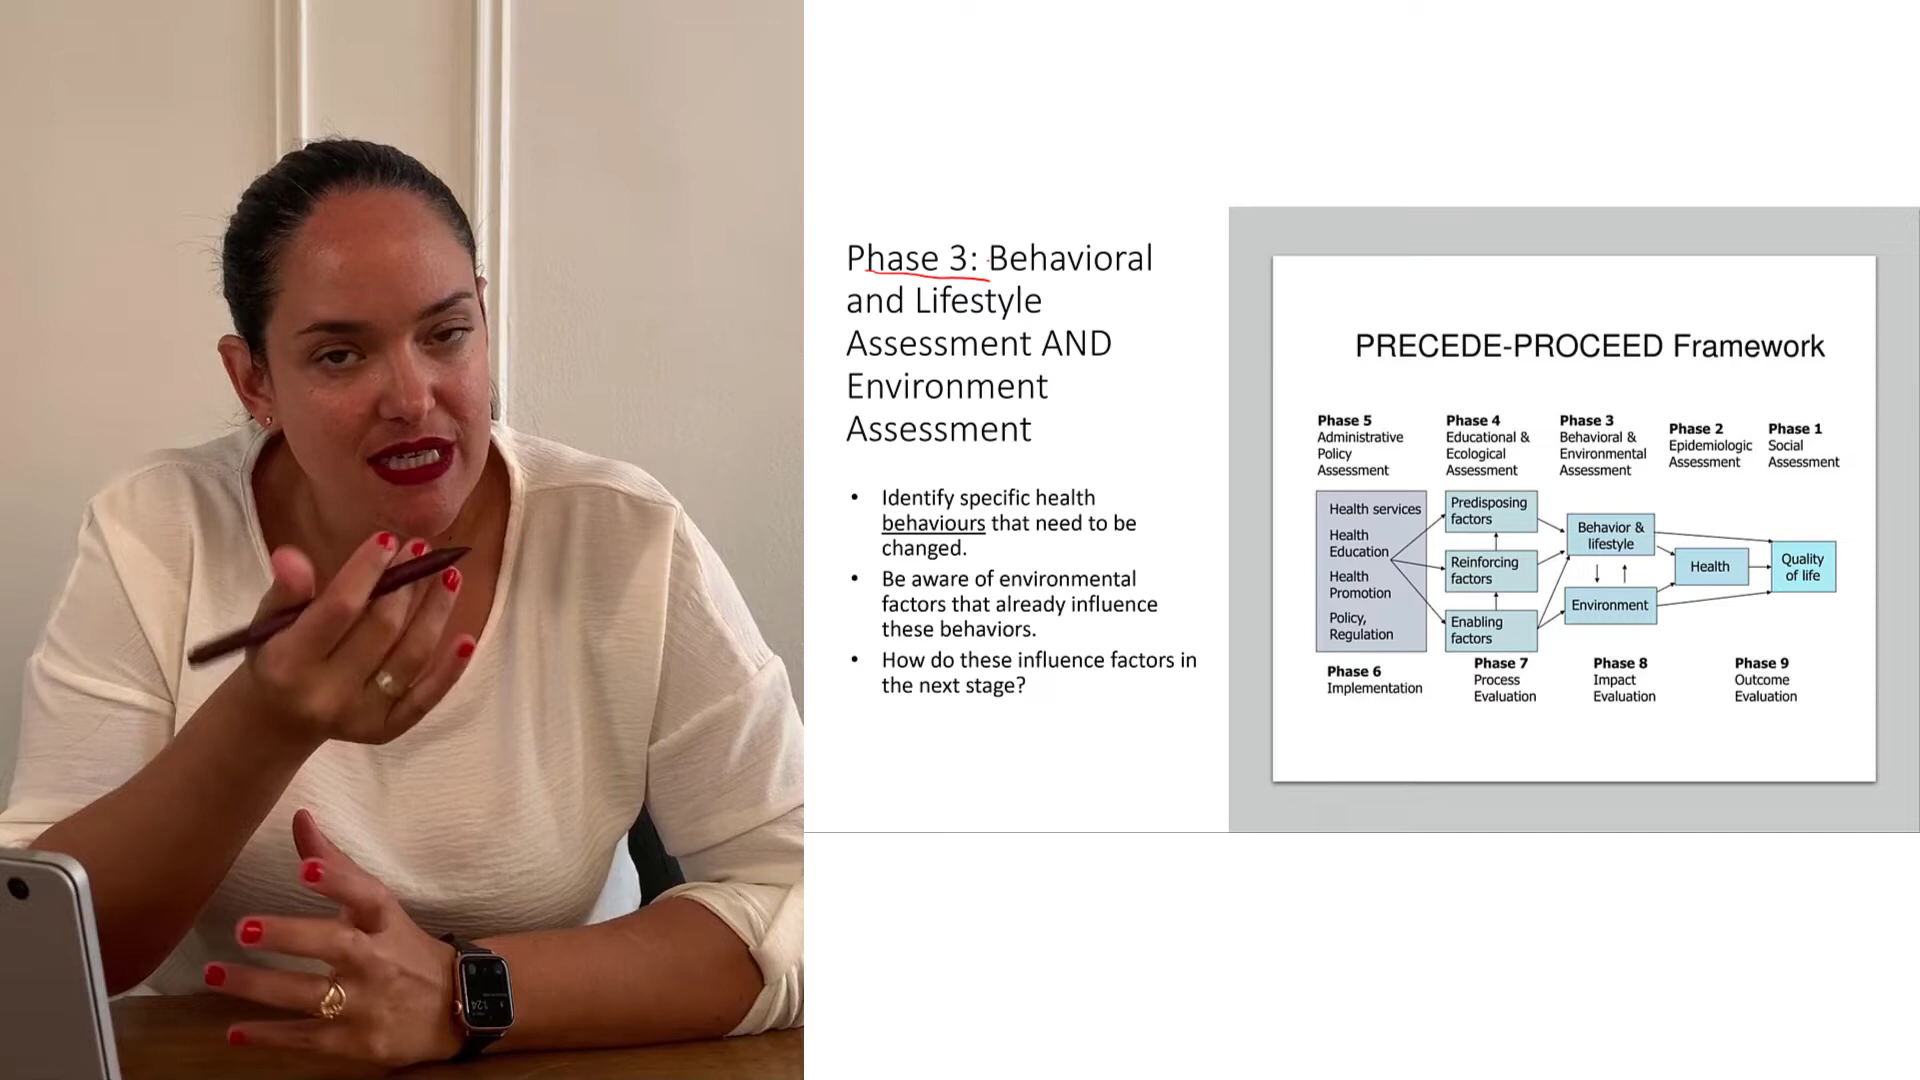 Phase 3: Behavioral
and Lifestyle
Assessment AND
Environment
Assessment
• Identify specific health
behaviours that need to be
changed.
• Be aware of environmental
factors that already influence
these behaviors.
• How do these influence factors in
the next stage?
PRECEDE-PROCEED Framework
Phase 5
Administrative
Policy
Assessment
Phase 4
Educational &
Ecological
Assessment
Phase 3
Behavioral &
Environmental
Assessment
Phase 2
Epidemiologic
Assessment
Phase 1
Social
Assessment
Health services
Health
Education
Health
Promotion
Policy,
Regulation
Predisposing
factors
Reinforcing
factors
Enabling
factors
Behavior &
lifestyle
Environment
Health
Quality
of life
Phase 6
Implementation
Phase 7
Process
Evaluation
Phase 8
Impact
Evaluation
Phase 9
Outcome
Evaluation